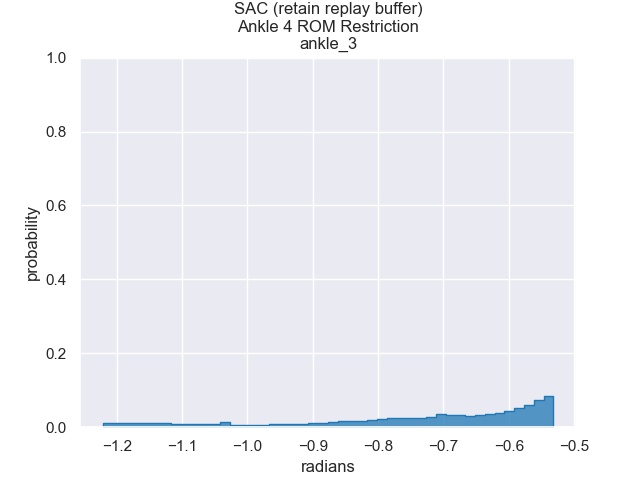 SAC (retain replay buffer)
Ankle 4 ROM Restriction
ankle_3
1.0
0.8
0.6
0.4
0.2
0.0
probability
−1.2 −1.1 −1.0 −0.9 −0.8 −0.7 −0.6 −0.5
radians